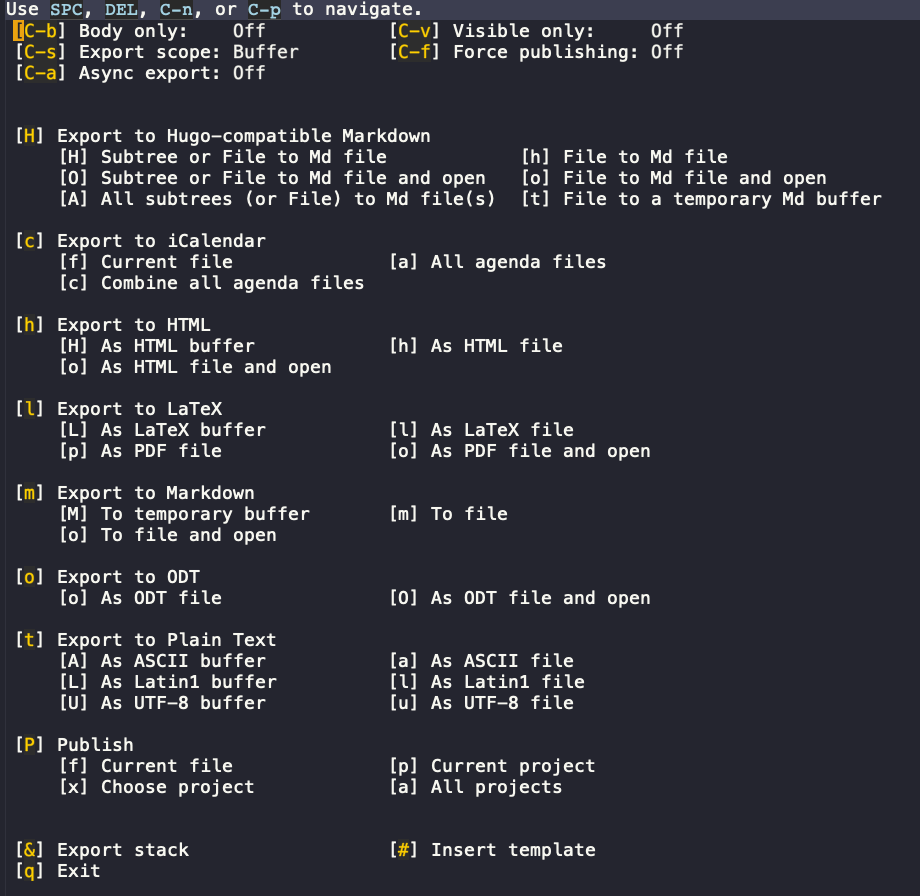 Use SPC, DEL, C-n, or C-p to navigate.
[C-b] Body only:    Off           [C-v] Visible only:     Off
[C-s] Export scope: Buffer        [C-f] Force publishing: Off
[C-a] Async export: Off
[H] Export to Hugo-compatible Markdown
    [H] Subtree or File to Md file            [h] File to Md file
    [O] Subtree or File to Md file and open   [o] File to Md file and open
    [A] All subtrees (or File) to Md file(s)  [t] File to a temporary Md buffer
[c] Export to iCalendar
    [f] Current file              [a] All agenda files
    [c] Combine all agenda files
[h] Export to HTML
    [H] As HTML buffer            [h] As HTML file
    [o] As HTML file and open
[l] Export to LaTeX
    [L] As LaTeX buffer           [l] As LaTeX file
    [p] As PDF file               [o] As PDF file and open
[m] Export to Markdown
    [M] To temporary buffer       [m] To file
    [o] To file and open
[o] Export to ODT
    [o] As ODT file               [O] As ODT file and open
[t] Export to Plain Text
    [A] As ASCII buffer           [a] As ASCII file
    [L] As Latin1 buffer          [l] As Latin1 file
    [U] As UTF-8 buffer           [u] As UTF-8 file
[P] Publish
    [f] Current file              [p] Current project
    [x] Choose project            [a] All projects
[&] Export stack                  [#] Insert template
[q] Exit